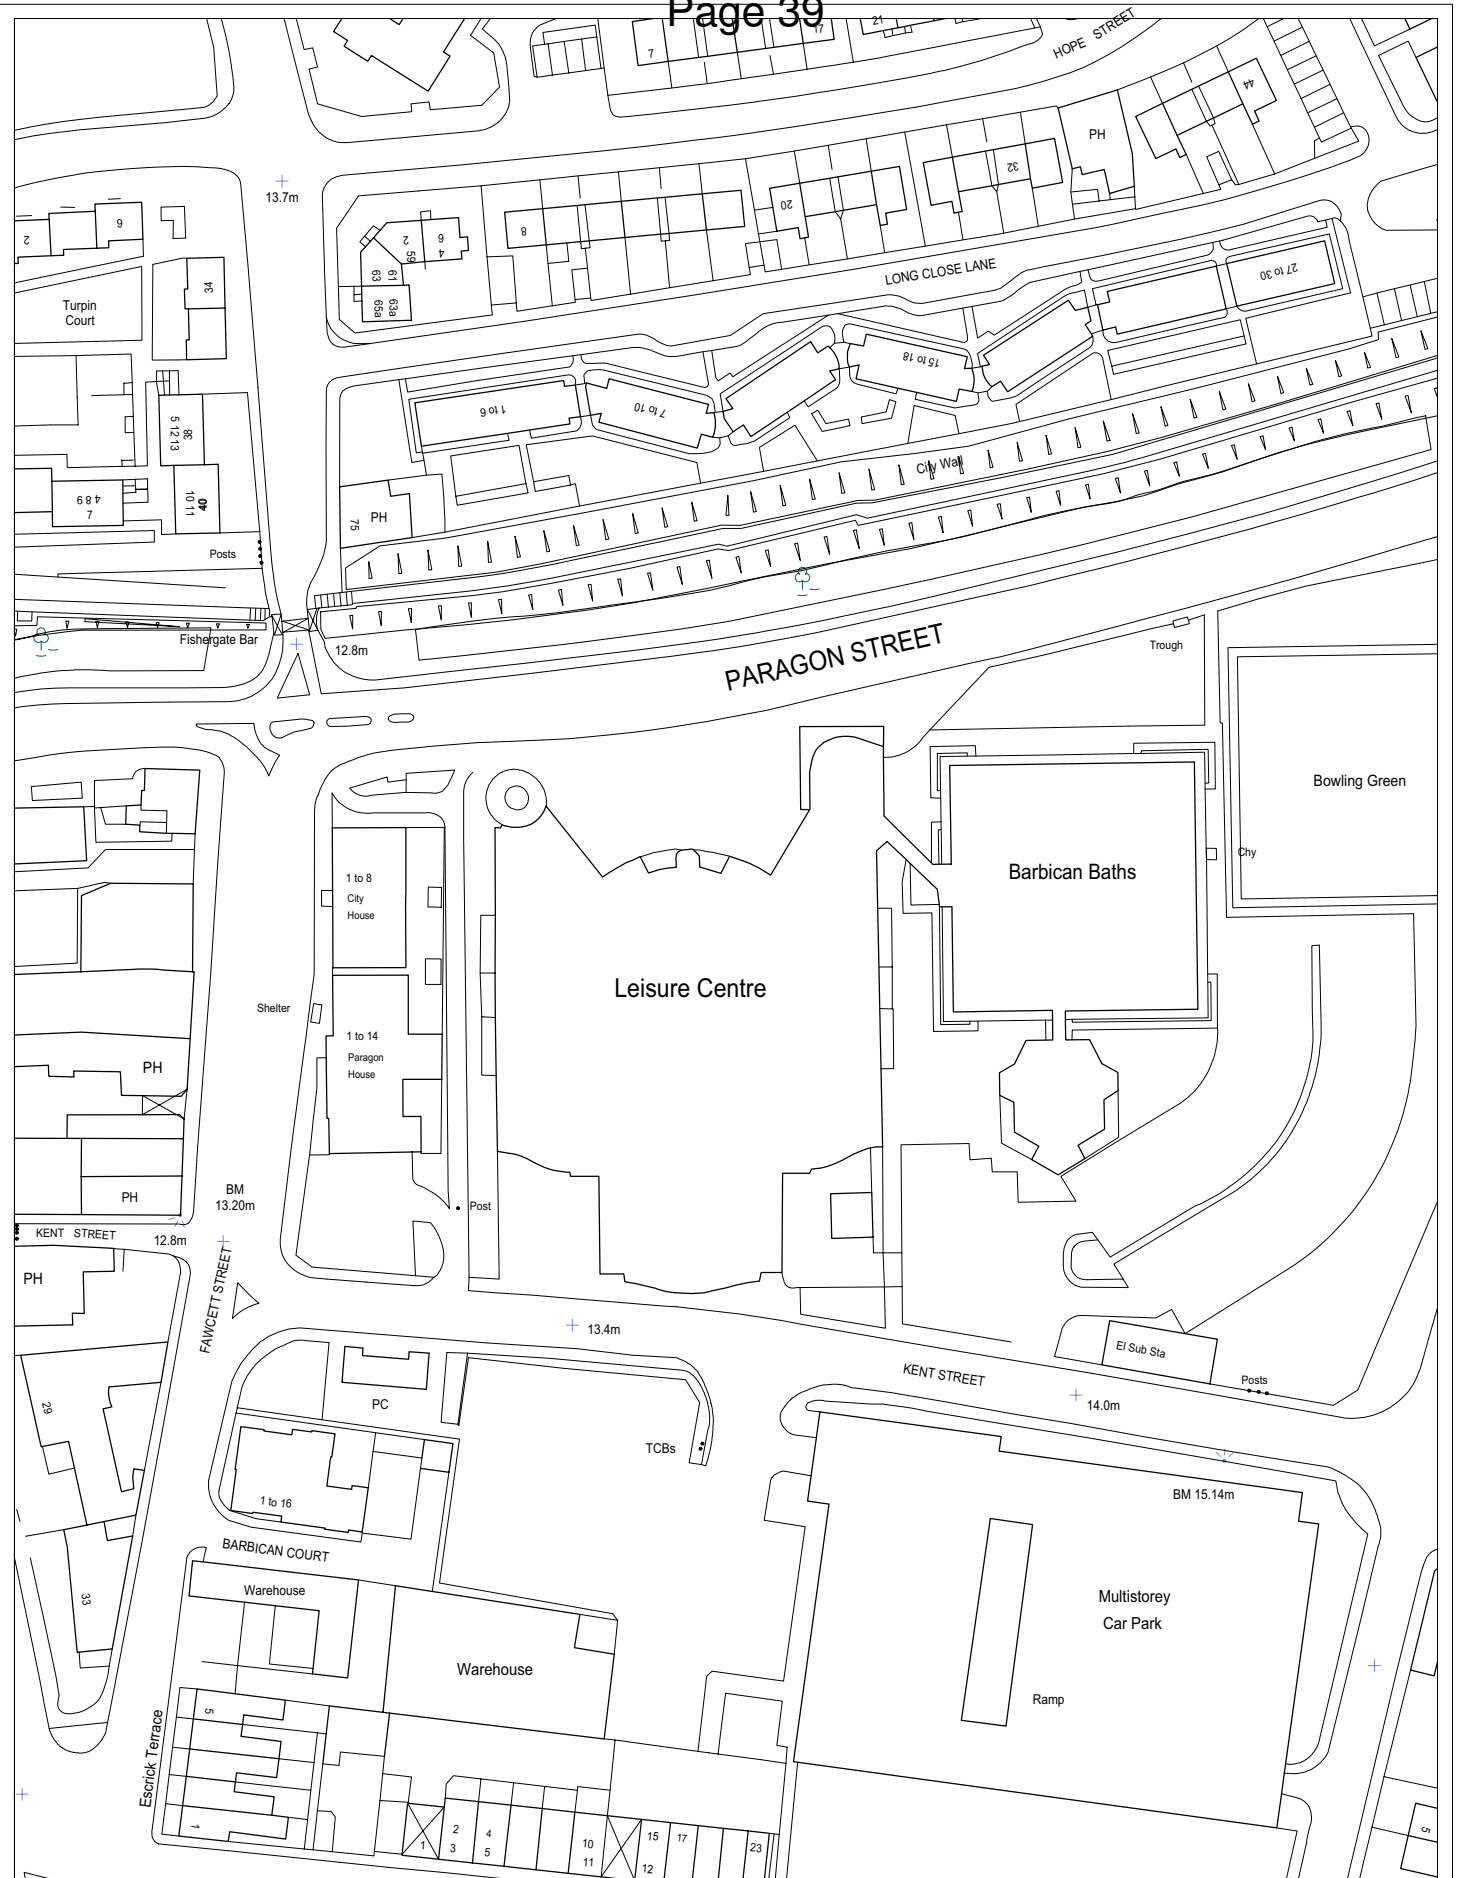 Page 39
7
17
21
HOPE STREET
44
PH
13.7m
32
20
8
2
6
2
59
6
4
63
61
65a
63a
34
Turpin
Court
LONG CLOSE LANE
27 to 30
15 to 18
1 to 6
7 to 10
5 12 13
38
City Wall
4 8 9
7
10 11
40
75
PH
Posts
Fishergate Bar
12.8m
PARAGON STREET
Trough
Bowling Green
Chy
Barbican Baths
1 to 8
City
House
Leisure Centre
Shelter
1 to 14
Paragon
House
PH
PH
BM
13.20m
Post
KENT STREET
12.8m
PH
FAWCETT STREET
13.4m
El Sub Sta
KENT STREET
Posts
14.0m
29
PC
TCBs
BM 15.14m
1 to 16
BARBICAN COURT
Warehouse
33
Multistorey
Car Park
Warehouse
Ramp
5
Escrick Terrace
1
1
2
3
4
5
10
11
15
12
17
23
5